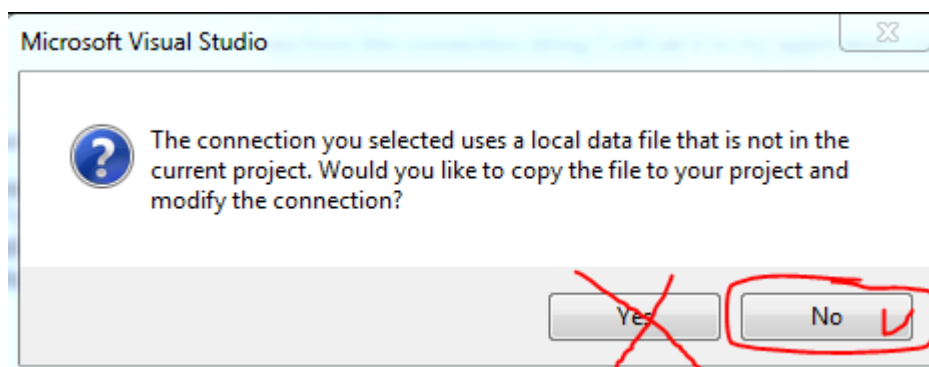 Microsoft Visual Studio
The connection you selected uses a local data file that is not in the
current project. Would you like to copy the file to your project and
modify the connection?
Yes
No